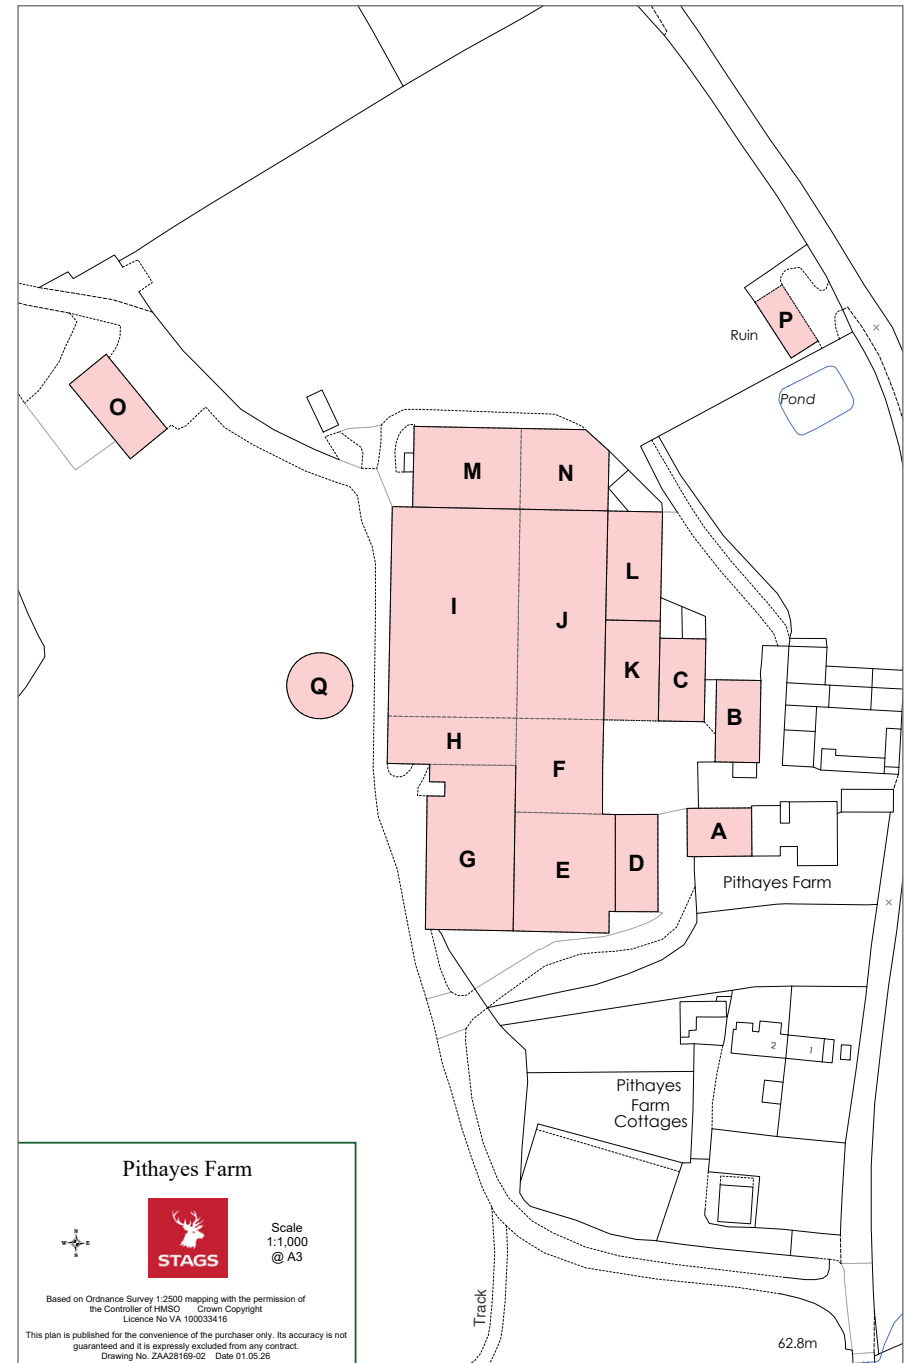 P
Ruin
O
Pond
M
N
L
I
J
K
C
Q
B
H
F
A
G
E
D
Pithayes Farm
2
1
Pithayes
Farm
Cottages
Pithayes Farm
N
W
E
S
STAGS
Scale
1:1,000
@ A3
Based on Ordnance Survey 1:2500 mapping with the permission of
the Controller of HMSO Crown Copyright
Licence No VA 100033416
This plan is published for the convenience of the purchaser only. Its accuracy is not
guaranteed and it is expressly excluded from any contract.
Drawing No. ZAA28169-02 Date 01.05.26
Track
62.8m